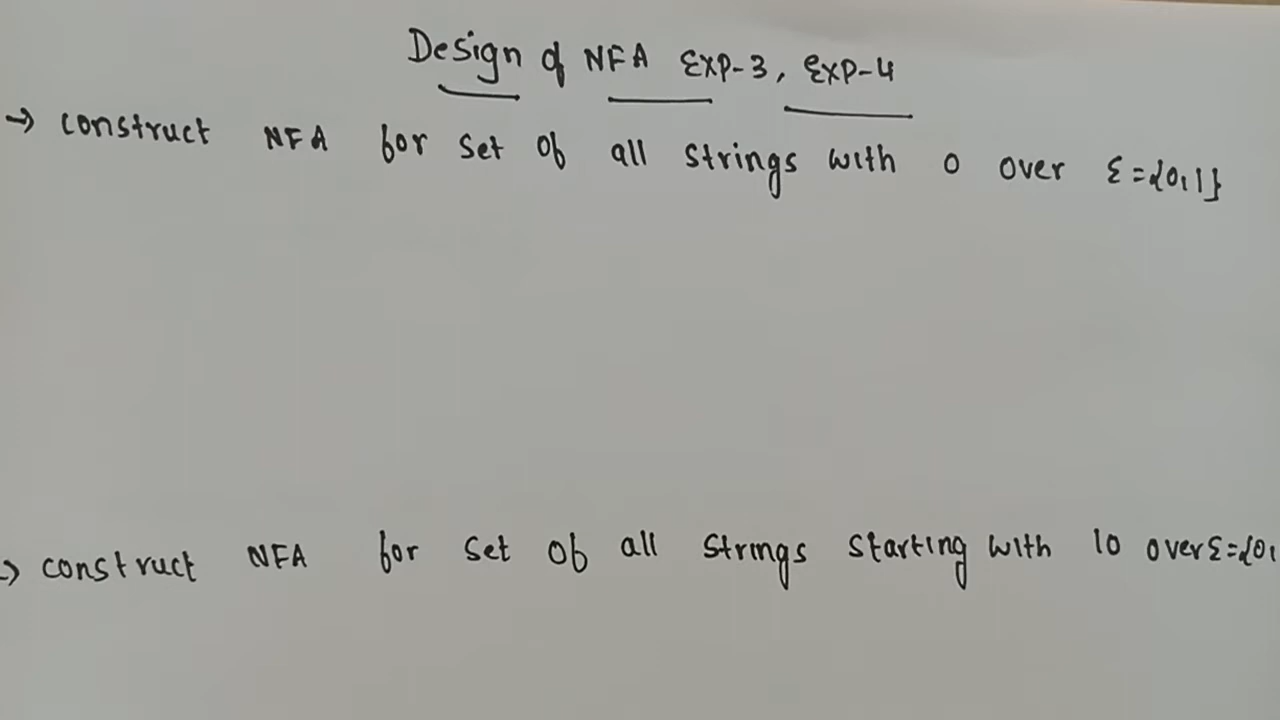 Design of NFA Exp-3, Exp-4
→ construct NFA for set of all strings with 0 over Ɛ={0,1}
→ construct NFA for set of all strings starting with 10 over Ɛ={0,